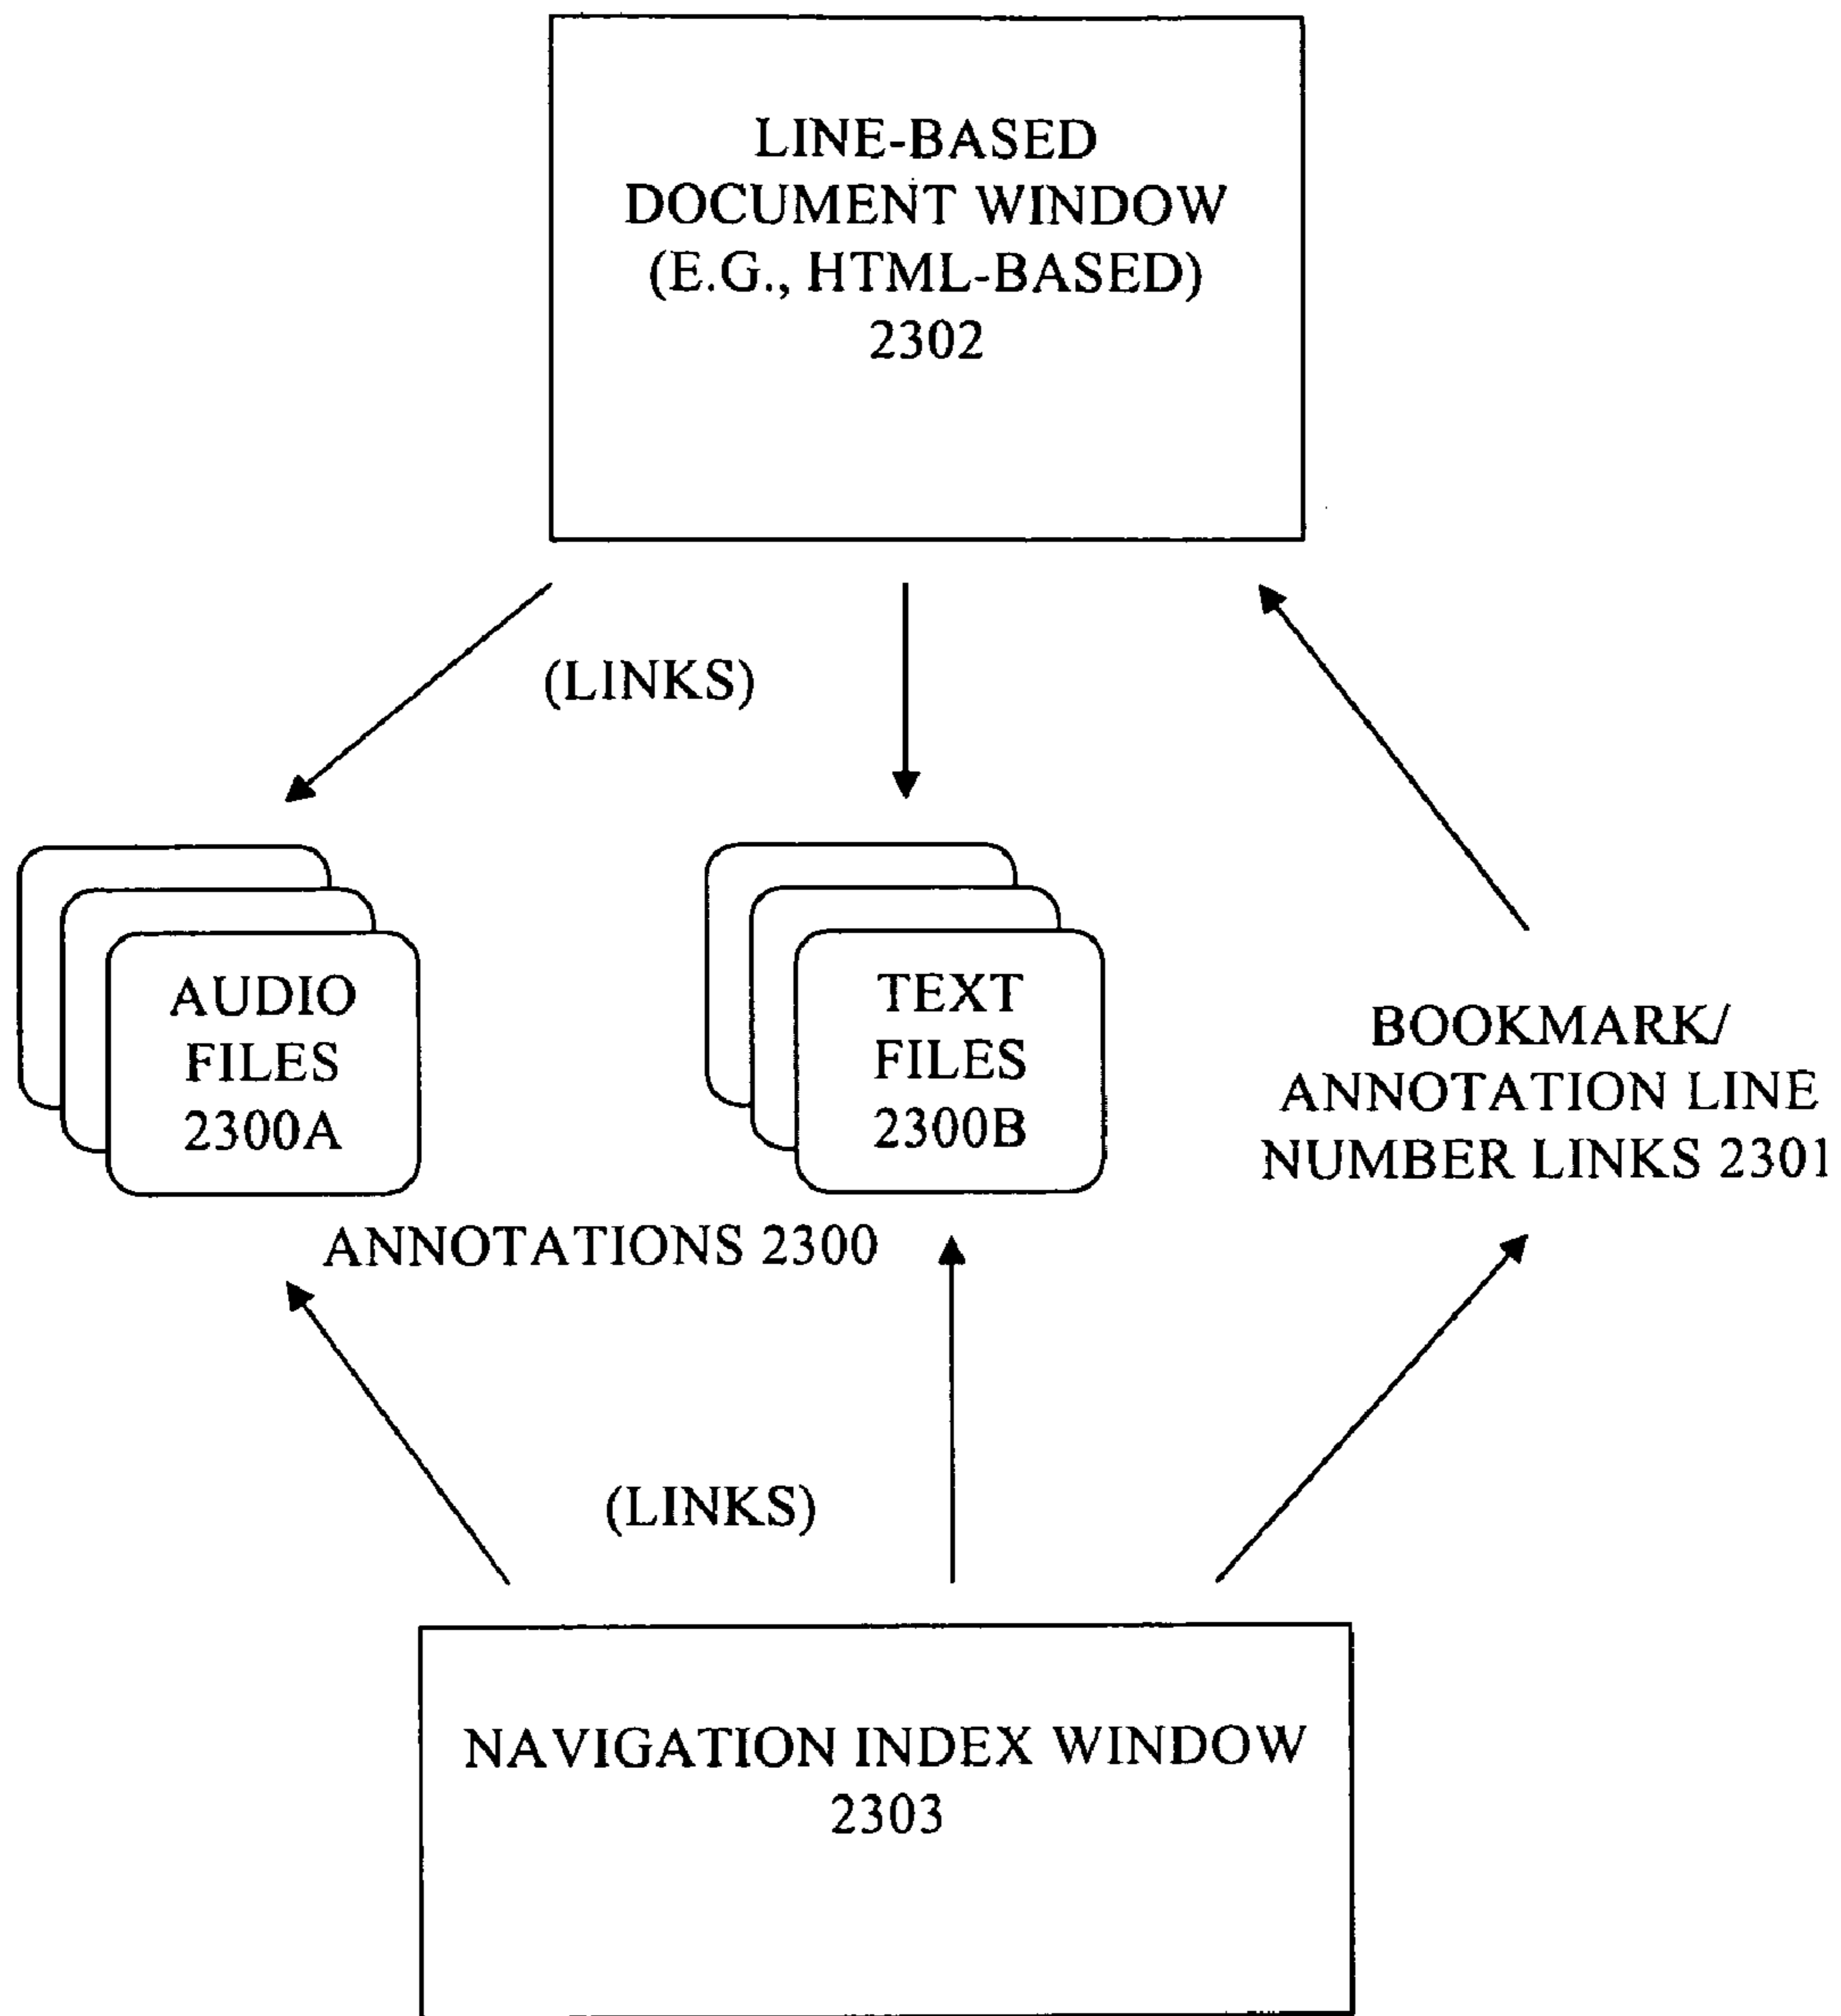 LINE-BASED
DOCUMENT WINDOW
(E.G., HTML-BASED)
2302
(LINKS)
AUDIO
FILES
2300A
TEXT
FILES
2300B
BOOKMARK/
ANNOTATION LINE
NUMBER LINKS 2301
ANNOTATIONS 2300
(LINKS)
NAVIGATION INDEX WINDOW
2303